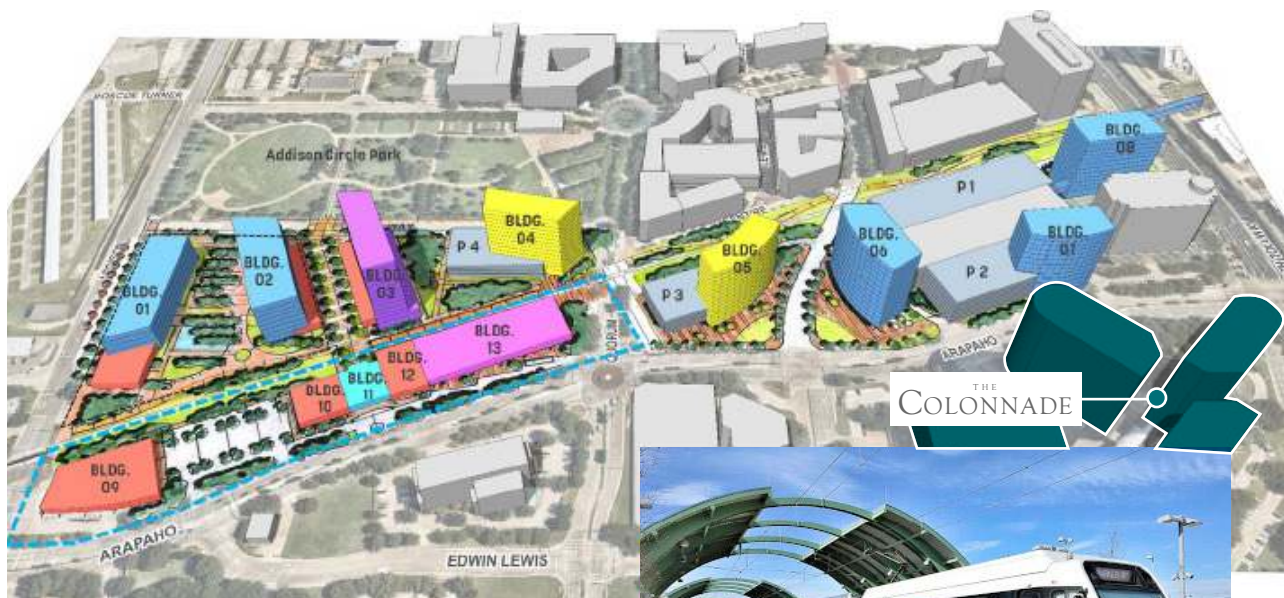 ROSCOE TURNER
Addison Circle Park
BLDG.
08
P 1
BLDG.
04
P 4
BLDG.
02
BLDG.
03
BLDG.
01
BLDG.
05
BLDG.
06
BLDG.
07
P 2
P 3
QUORUM
BLDG.
13
BLDG.
12
BLDG.
11
BLDG.
10
BLDG.
09
ARAPAHO
ARAPAHO
EDWIN LEWIS
THE
COLONNADE